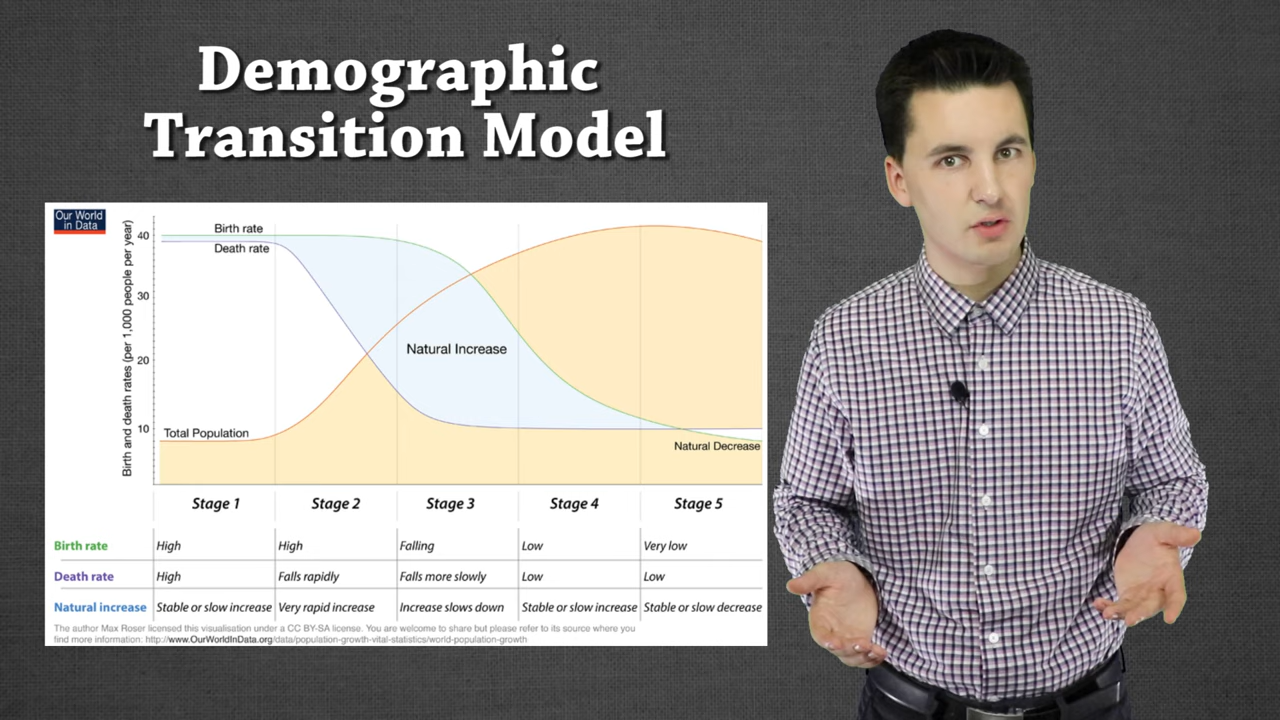 Demographic
Transition Model
Our World
in Data
Birth and death rates (per 1,000 people per year)
40
30
20
10
Birth rate
Death rate
Natural Increase
Total Population
Natural Decrease
Stage 1 Stage 2 Stage 3 Stage 4 Stage 5
Birth rate High High Falling Low Very low
Death rate High Falls rapidly Falls more slowly Low Low
Natural increase Stable or slow increase Very rapid increase Increase slows down Stable or slow increase Stable or slow decrease
The author Max Roser licensed this visualisation under a CC BY-SA license. You are welcome to share but please refer to its source where you
find more information: http://www.OurWorldInData.org/data/population-growth-vital-statistics/world-population-growth